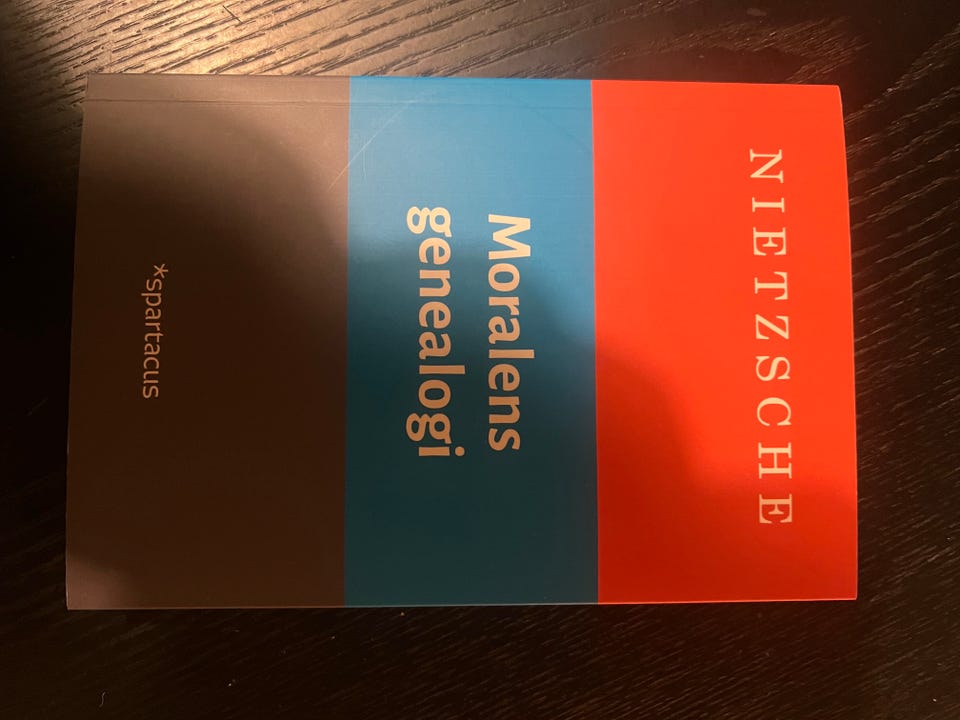 NIETZSCHE
Moralens
genealogi
*spartacus